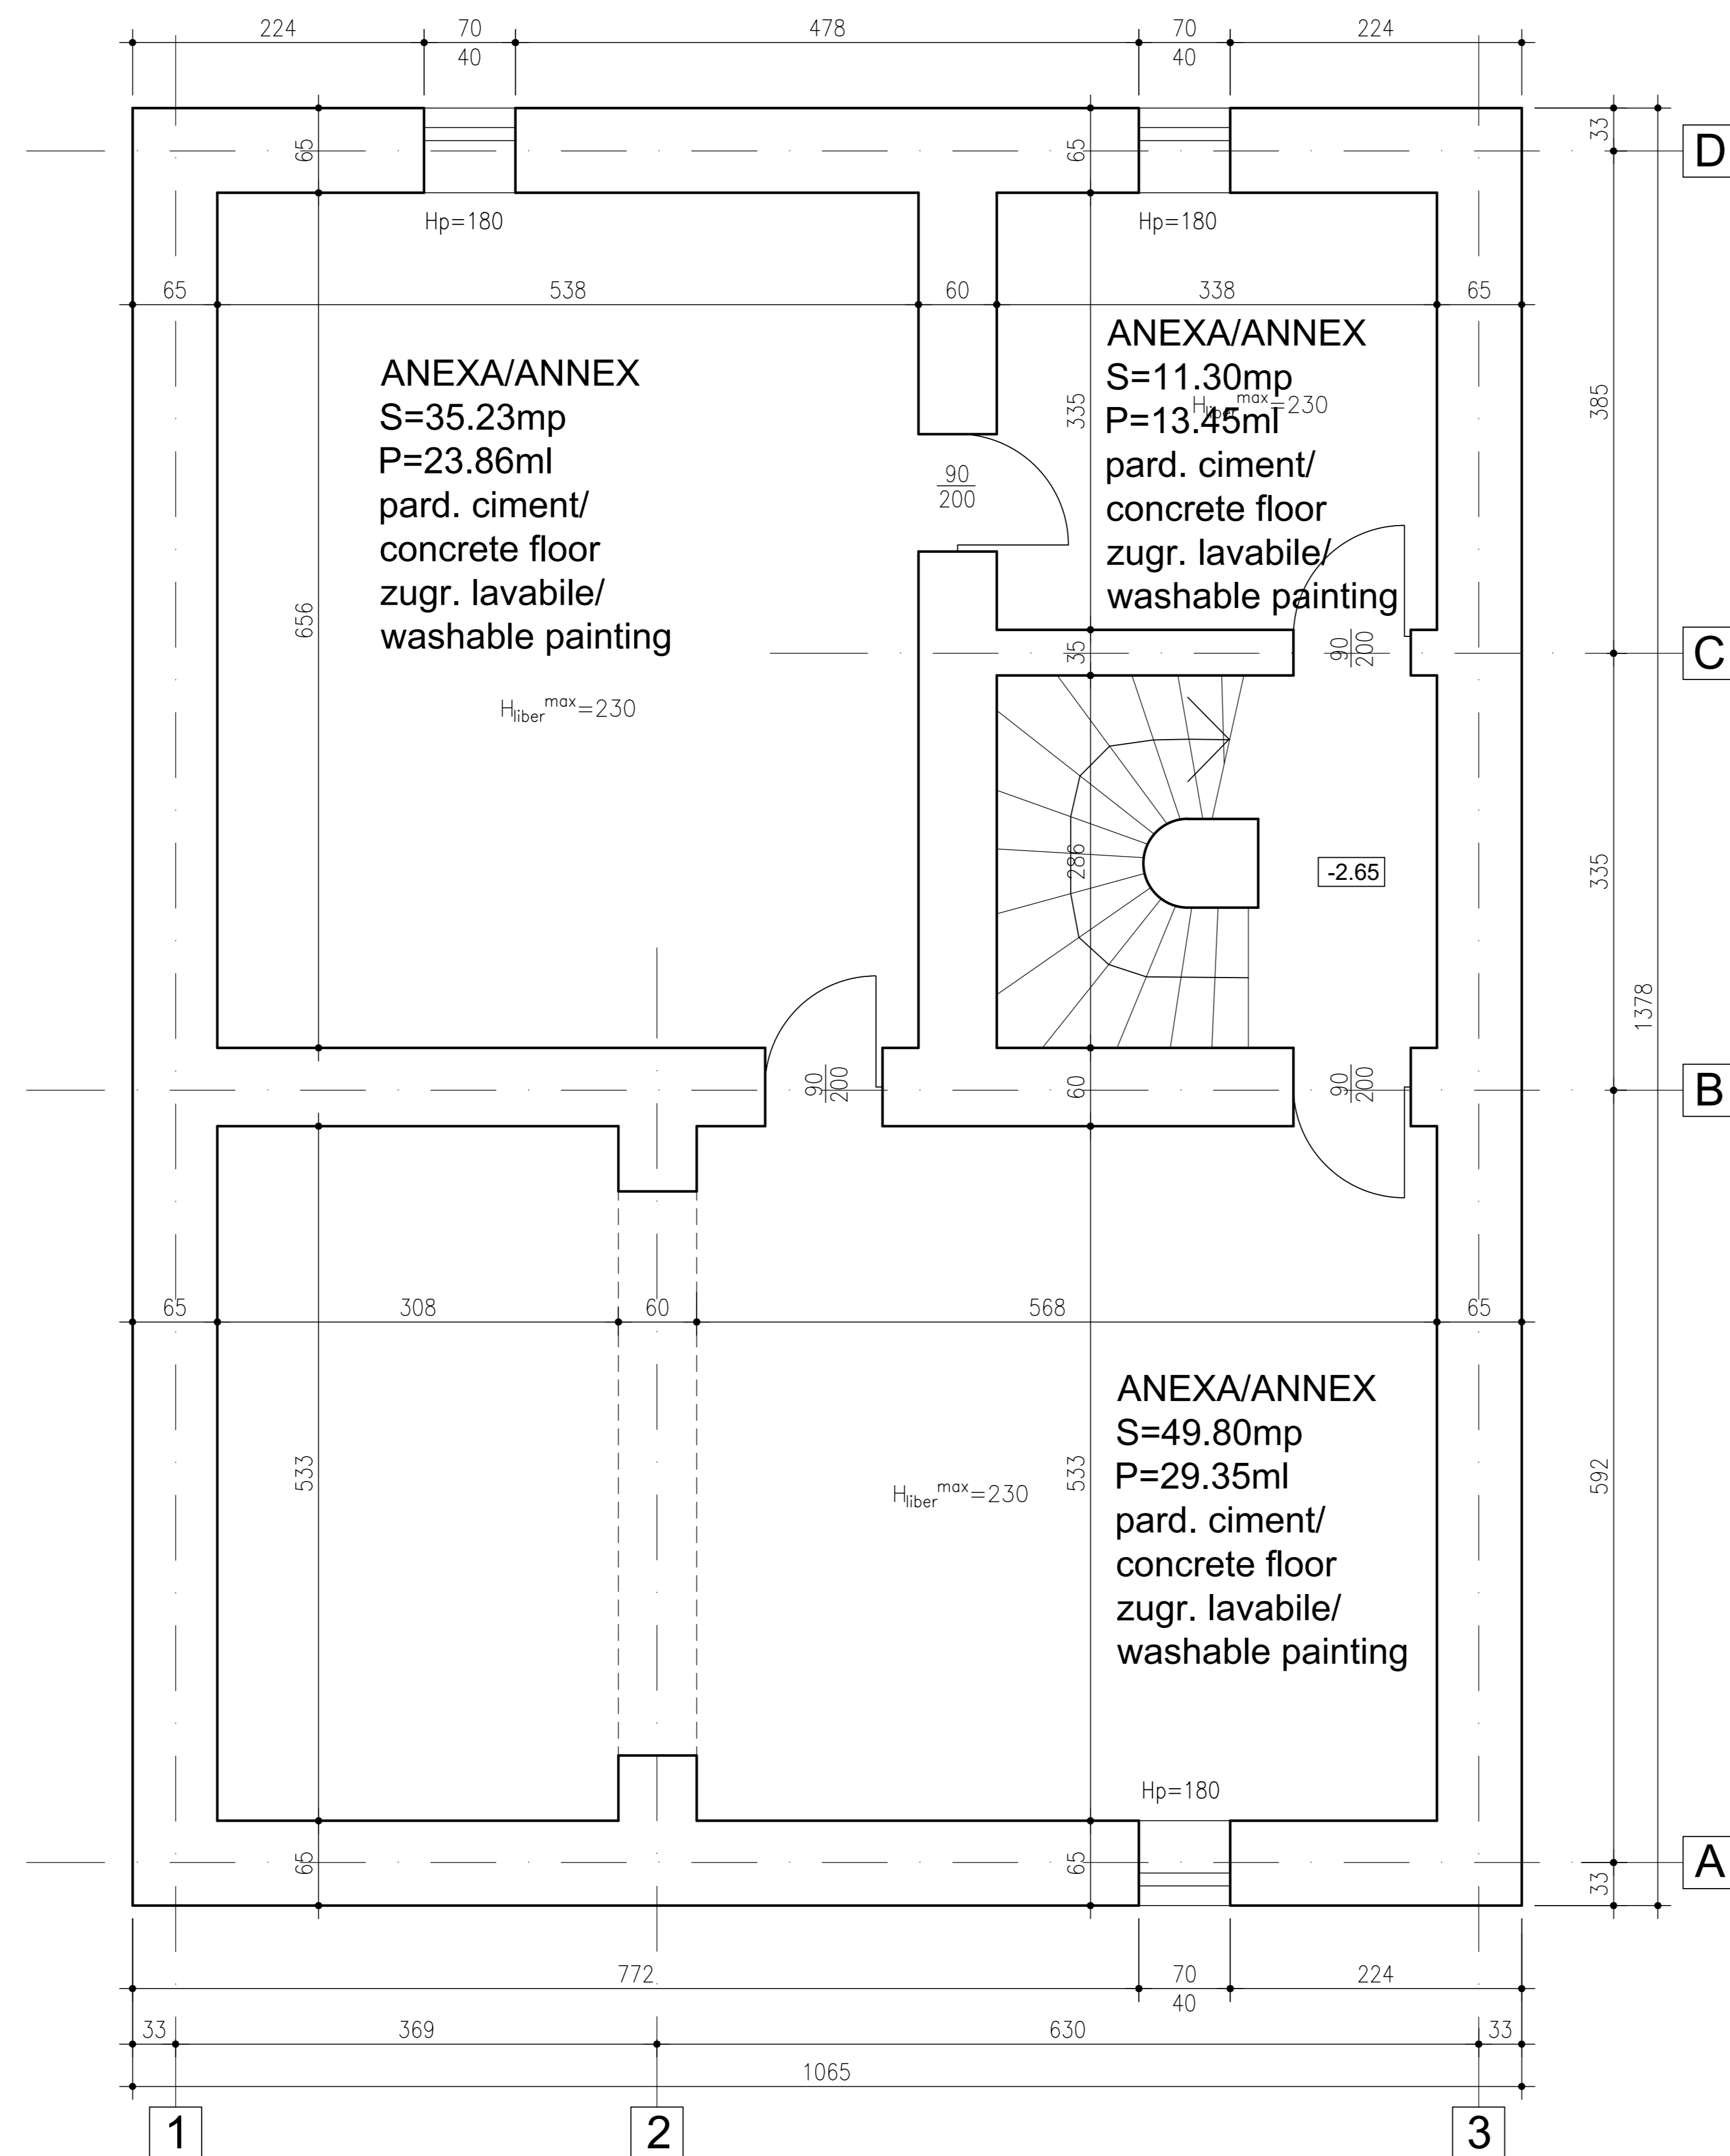 224 70 478 70 224
40 40
33
D
65 65
Hp=180 Hp=180
65 538 60 338 65
ANEXA/ANNEX
S=35.23mp
P=23.86ml
pard. ciment/
concrete floor
zugr. lavabile/
washable painting
Hliber max=230
656
90
200
335
ANEXA/ANNEX
S=11.30mp
Hliber max=230
P=13.45ml
pard. ciment/
concrete floor
zugr. lavabile/
washable painting
385
35
90
200
C
286
-2.65
335
1378
90
200
60
90
200
B
65 308 60 568 65
533
533
Hliber max=230
ANEXA/ANNEX
S=49.80mp
P=29.35ml
pard. ciment/
concrete floor
zugr. lavabile/
washable painting
592
Hp=180
65 65
A
33
772 70 224
40
33 369 630 33
1065
1 2 3